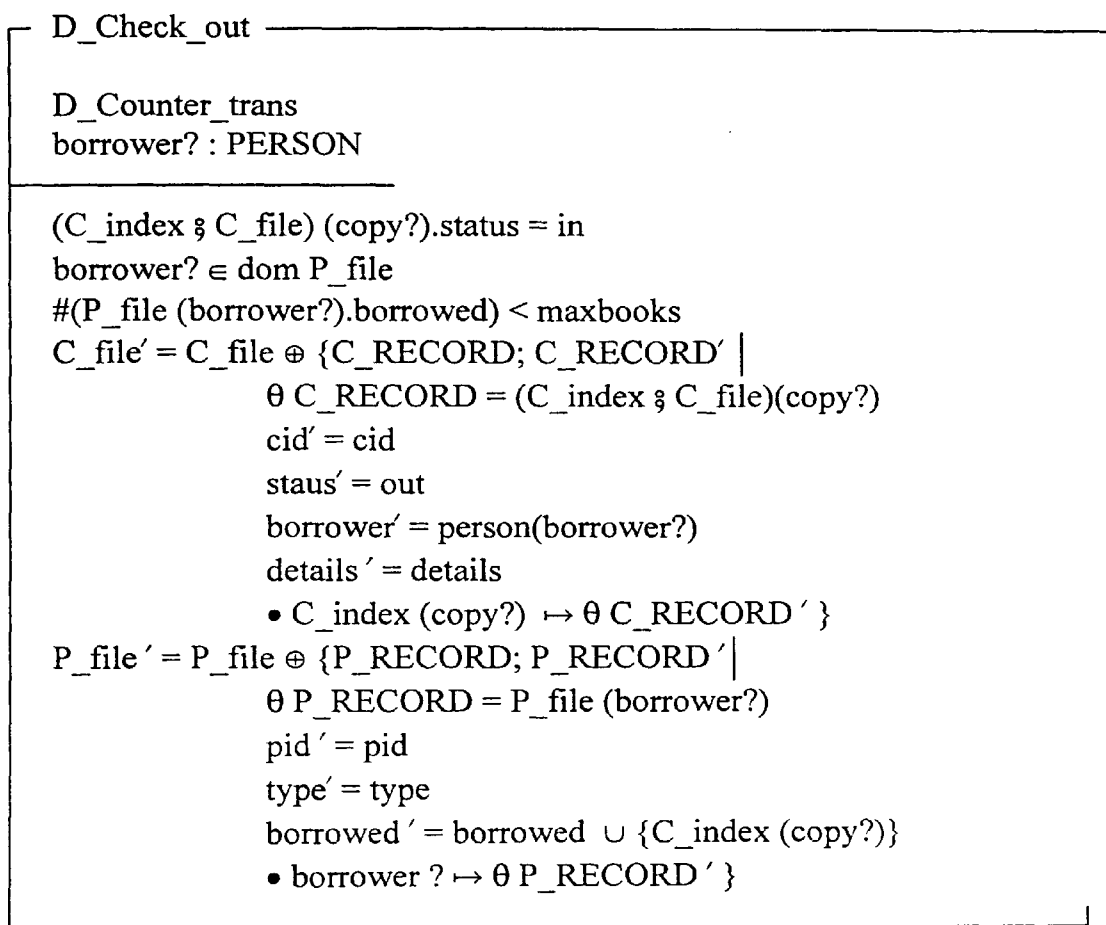 D_Check_out
D_Counter_trans
borrower? : PERSON
(C_index ⨟ C_file) (copy?).status = in
borrower? ∈ dom P_file
#(P_file (borrower?).borrowed) < maxbooks
C_file′ = C_file ⊕ {C_RECORD; C_RECORD′ |
θ C_RECORD = (C_index ⨟ C_file)(copy?)
cid′ = cid
staus′ = out
borrower′ = person(borrower?)
details ′ = details
• C_index (copy?) ↦ θ C_RECORD ′ }
P_file ′ = P_file ⊕ {P_RECORD; P_RECORD ′ |
θ P_RECORD = P_file (borrower?)
pid ′ = pid
type′ = type
borrowed ′ = borrowed ∪ {C_index (copy?)}
• borrower ? ↦ θ P_RECORD ′ }